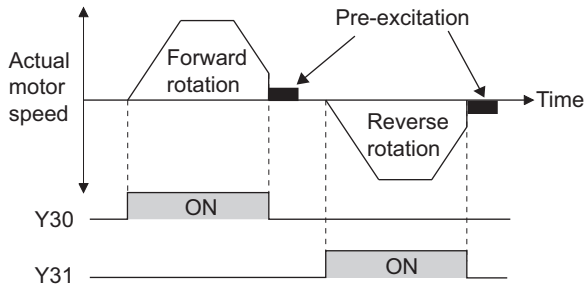 Pre-excitation
Actual
motor
speed
Forward
rotation
Time
Reverse
rotation
Y30
ON
Y31
ON